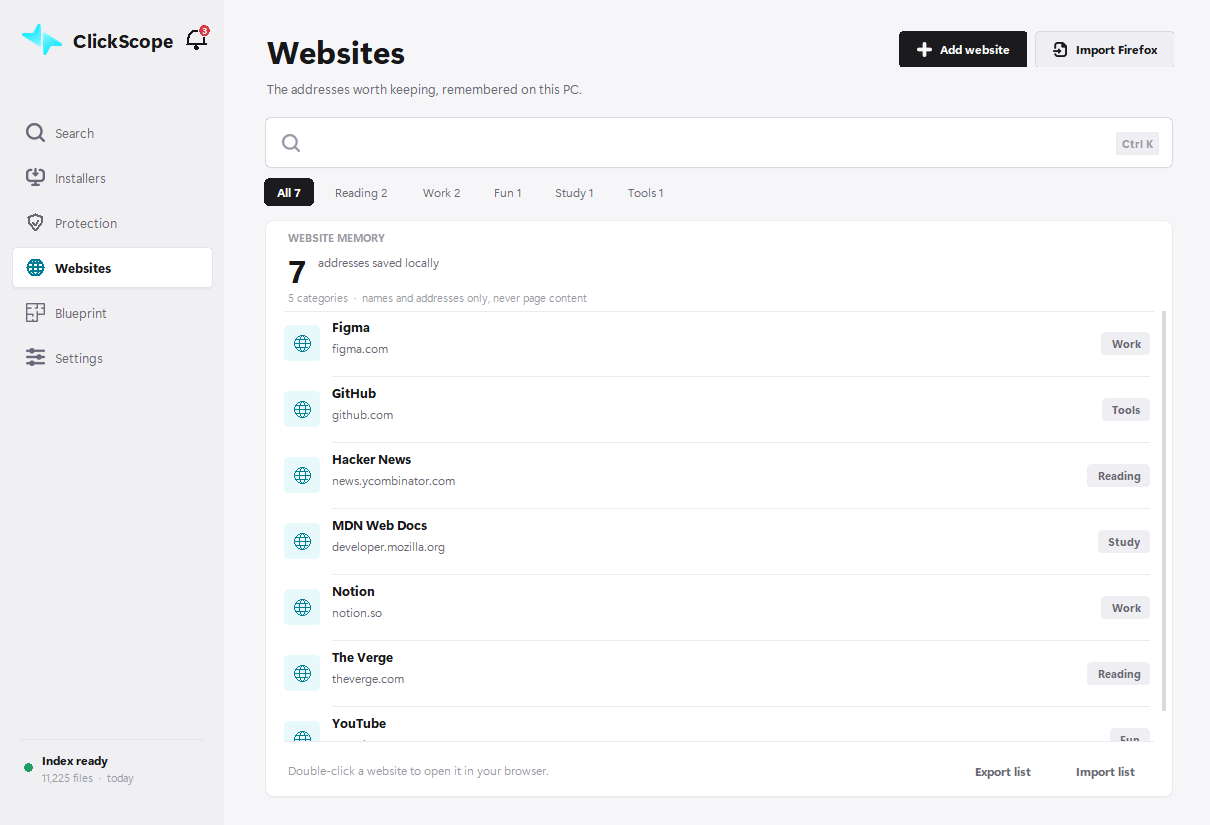 ClickScope
3
Search
Installers
Protection
Websites
Blueprint
Settings
Index ready
11,225 files · today
Websites
The addresses worth keeping, remembered on this PC.
Add website
Import Firefox
Ctrl K
All 7
Reading 2
Work 2
Fun 1
Study 1
Tools 1
WEBSITE MEMORY
7 addresses saved locally
5 categories · names and addresses only, never page content
Figma
figma.com
Work
GitHub
github.com
Tools
Hacker News
news.ycombinator.com
Reading
MDN Web Docs
developer.mozilla.org
Study
Notion
notion.so
Work
The Verge
theverge.com
Reading
YouTube
Fun
Double-click a website to open it in your browser.
Export list
Import list